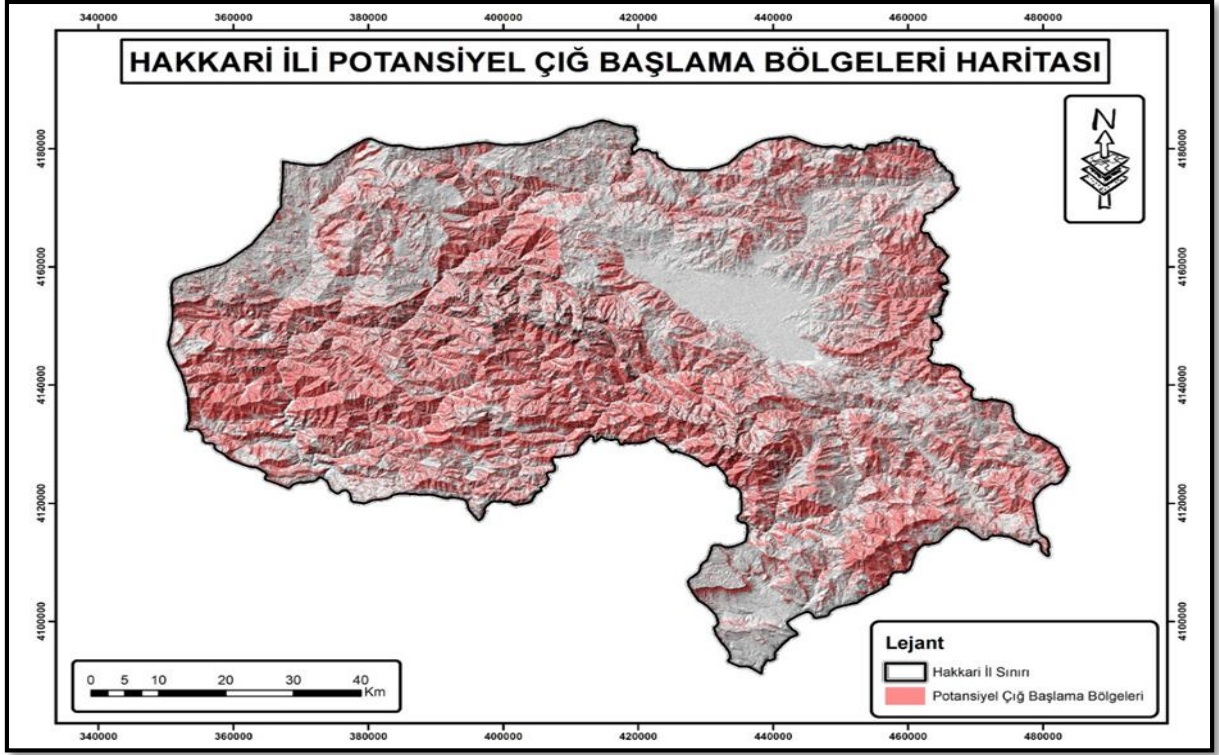 340000 360000 380000 400000 420000 440000 460000 480000
HAKKARİ İLİ POTANSİYEL ÇIĞ BAŞLAMA BÖLGELERİ HARİTASI
N
4180000 4180000
4160000 4160000
4140000 4140000
4120000 4120000
4100000 4100000
Lejant
Hakkari İl Sınırı
Potansiyel Çığ Başlama Bölgeleri
0 5 10 20 30 40
Km
340000 360000 380000 400000 420000 440000 460000 480000